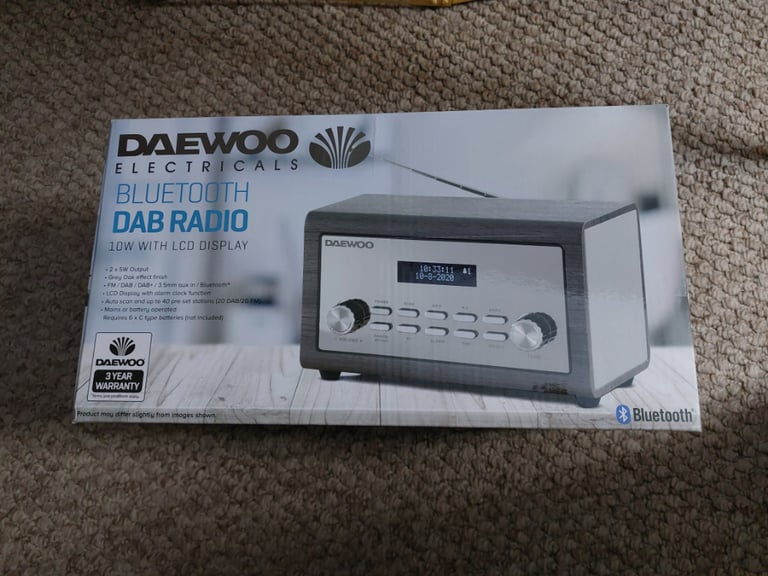 DAEWOO
ELECTRICALS
BLUETOOTH
DAB RADIO
10W WITH LCD DISPLAY
• 2 x 5W Output
• Grey Oak effect finish
• FM / DAB / DAB+ / 3.5mm aux in / Bluetooth®
• LCD Display with alarm clock function
• Auto scan and up to 40 pre set stations (20 DAB/20 FM)
• Mains or battery operated
Requires 6 x C type batteries (not included)
DAEWOO
3 YEAR
WARRANTY
Product may differ slightly from images shown.
DAEWOO
10:33:11 1
10-8-2020
VOLUME +
Bluetooth®